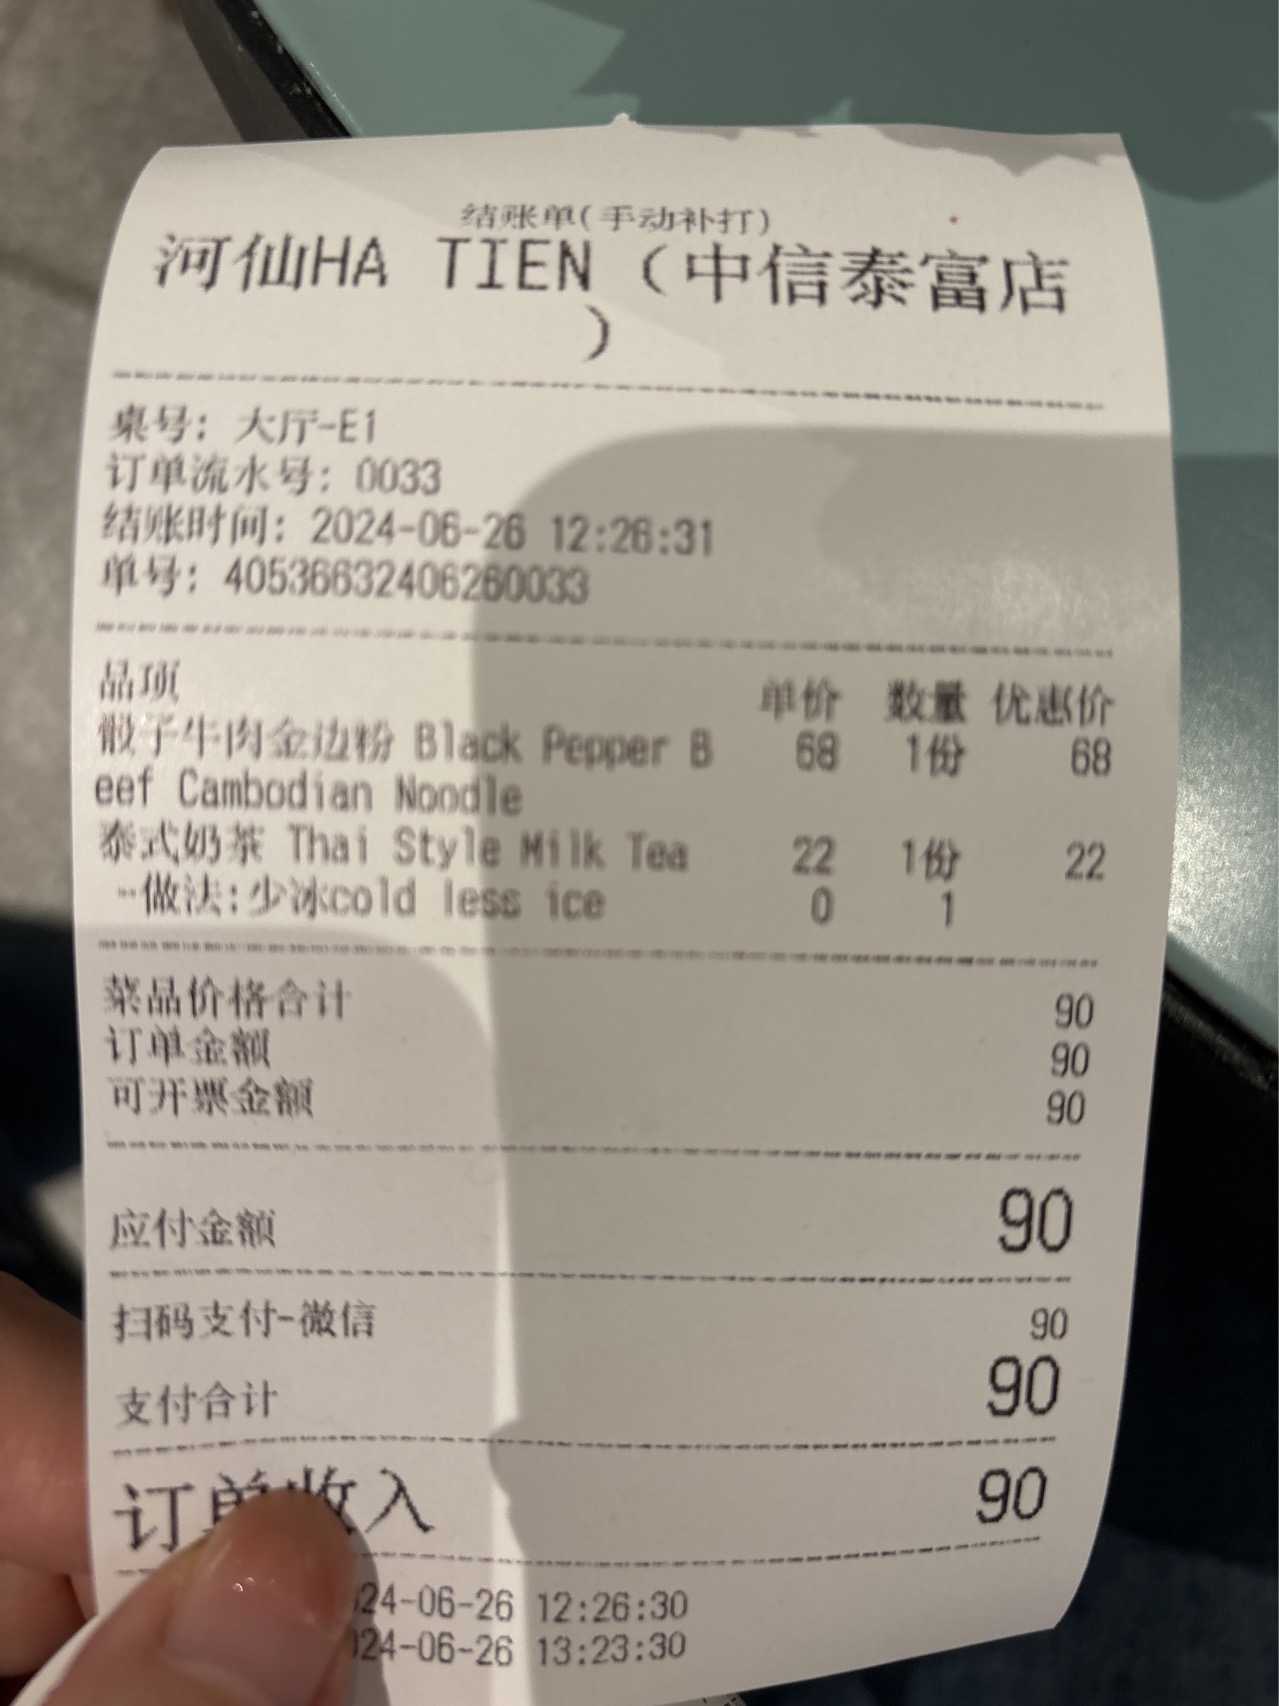 结账单(手动补打)
河仙HA TIEN（中信泰富店
）
桌号: 大厅-E1
订单流水号: 0033
结账时间: 2024-06-26 12:26:31
单号: 40536632406260033
品项 单价 数量 优惠价
骰子牛肉金边粉 Black Pepper B 68 1份 68
eef Cambodian Noodle
泰式奶茶 Thai Style Milk Tea 22 1份 22
--做法:少冰cold less ice 0 1
菜品价格合计 90
订单金额 90
可开票金额 90
应付金额 90
扫码支付-微信 90
支付合计 90
订单收入 90
24-06-26 12:26:30
24-06-26 13:23:30